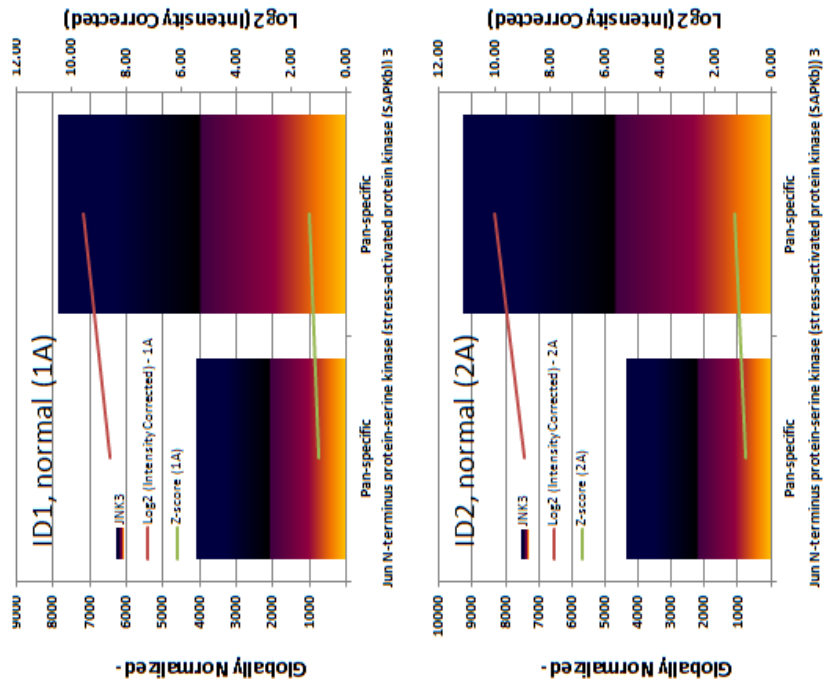 ID1, normal (1A)
Globally Normalized -
9000
8000
7000
6000
5000
4000
3000
2000
1000
JNK3
Log2 (Intensity Corrected) - 1A
Z-score (1A)
12.00
10.00
8.00
6.00
4.00
2.00
0.00
Log2 (Intensity Corrected)
Pan-specific
Pan-specific
Jun N-terminus protein-serine kinase (stress-activated protein kinase (SAPKb)) 3
ID2, normal (2A)
Globally Normalized -
10000
9000
8000
7000
6000
5000
4000
3000
2000
1000
JNK3
Log2 (Intensity Corrected) - 2A
Z-score (2A)
12.00
10.00
8.00
6.00
4.00
2.00
0.00
Log2 (Intensity Corrected)
Pan-specific
Pan-specific
Jun N-terminus protein-serine kinase (stress-activated protein kinase (SAPKb)) 3